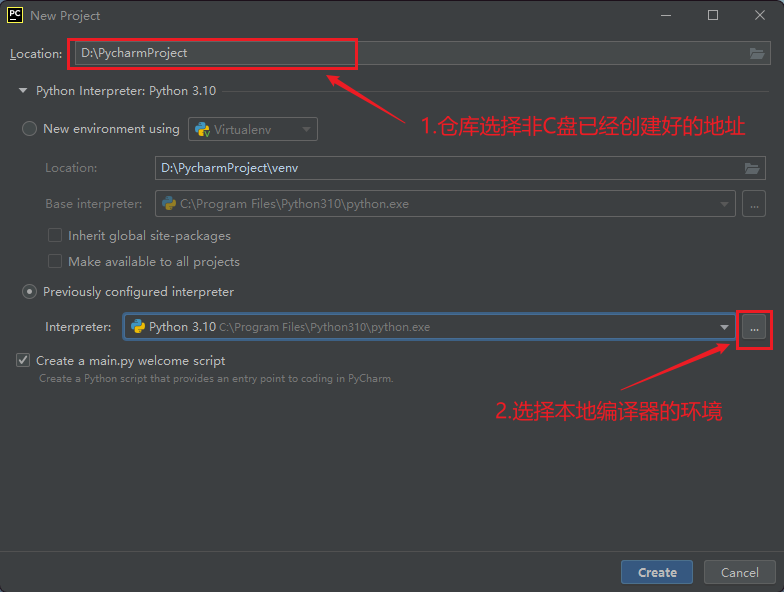 PC New Project
Location: D:\PycharmProject
Python Interpreter: Python 3.10
1.仓库选择非C盘已经创建好的地址
New environment using Virtualenv
Location: D:\PycharmProject\venv
Base interpreter: C:\Program Files\Python310\python.exe ...
Inherit global site-packages
Make available to all projects
Previously configured interpreter
Interpreter: Python 3.10 C:\Program Files\Python310\python.exe ...
Create a main.py welcome script
Create a Python script that provides an entry point to coding in PyCharm.
2.选择本地编译器的环境
Create Cancel